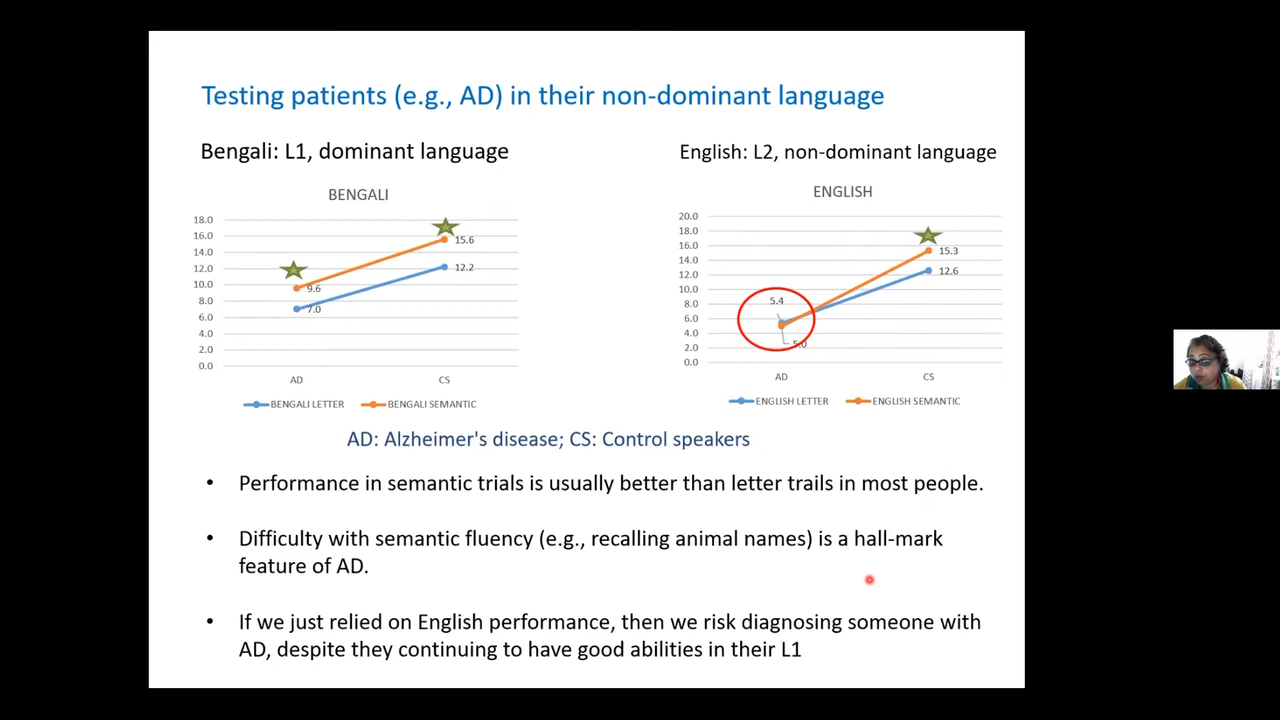 Testing patients (e.g., AD) in their non-dominant language
Bengali: L1, dominant language
BENGALI
18.0
16.0
14.0
12.0
10.0
8.0
6.0
4.0
2.0
0.0
15.6
12.2
9.6
7.0
AD
CS
BENGALI LETTER
BENGALI SEMANTIC
English: L2, non-dominant language
ENGLISH
20.0
18.0
16.0
14.0
12.0
10.0
8.0
6.0
4.0
2.0
0.0
15.3
12.6
5.4
5.0
AD
CS
ENGLISH LETTER
ENGLISH SEMANTIC
AD: Alzheimer's disease; CS: Control speakers
• Performance in semantic trials is usually better than letter trails in most people.
• Difficulty with semantic fluency (e.g., recalling animal names) is a hall-mark
feature of AD.
• If we just relied on English performance, then we risk diagnosing someone with
AD, despite they continuing to have good abilities in their L1